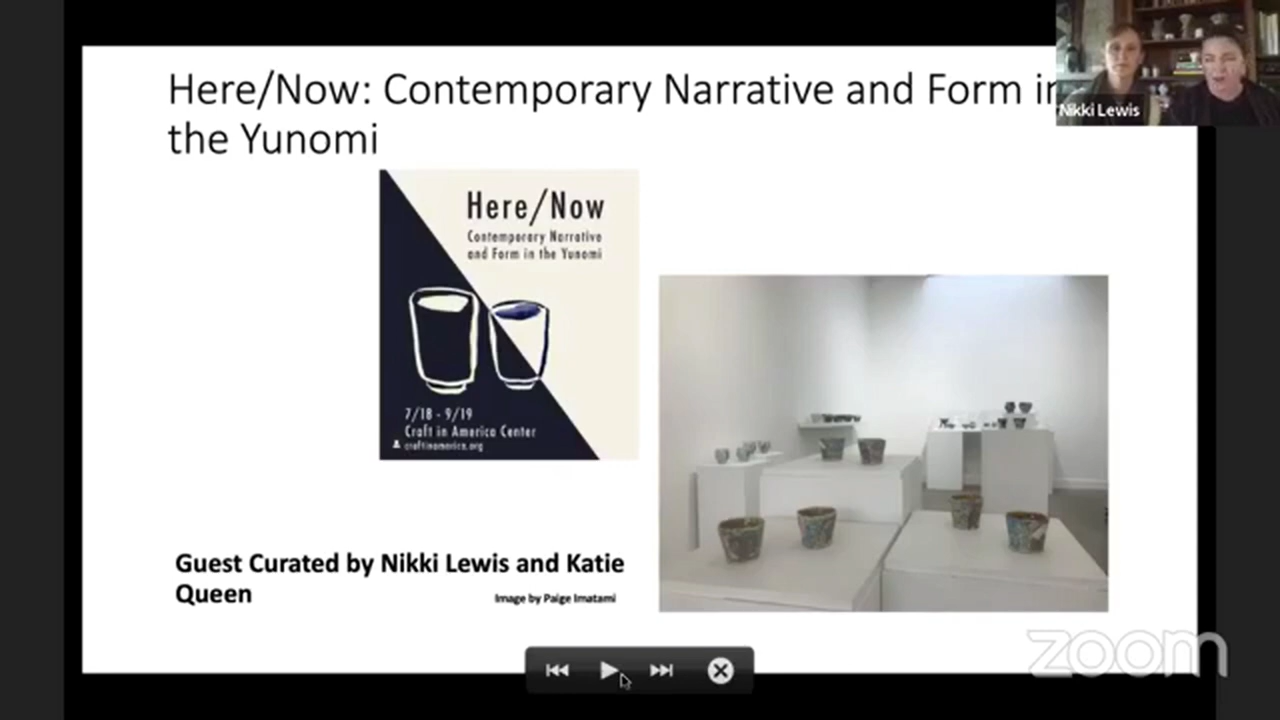 Here/Now: Contemporary Narrative and Form in
the Yunomi
Nikki Lewis
Here/Now
Contemporary Narrative
and Form in the Yunomi
7/18 - 9/19
Craft in America Center
craftinamerica.org
Guest Curated by Nikki Lewis and Katie
Queen
Image by Paige Imatami
zoom